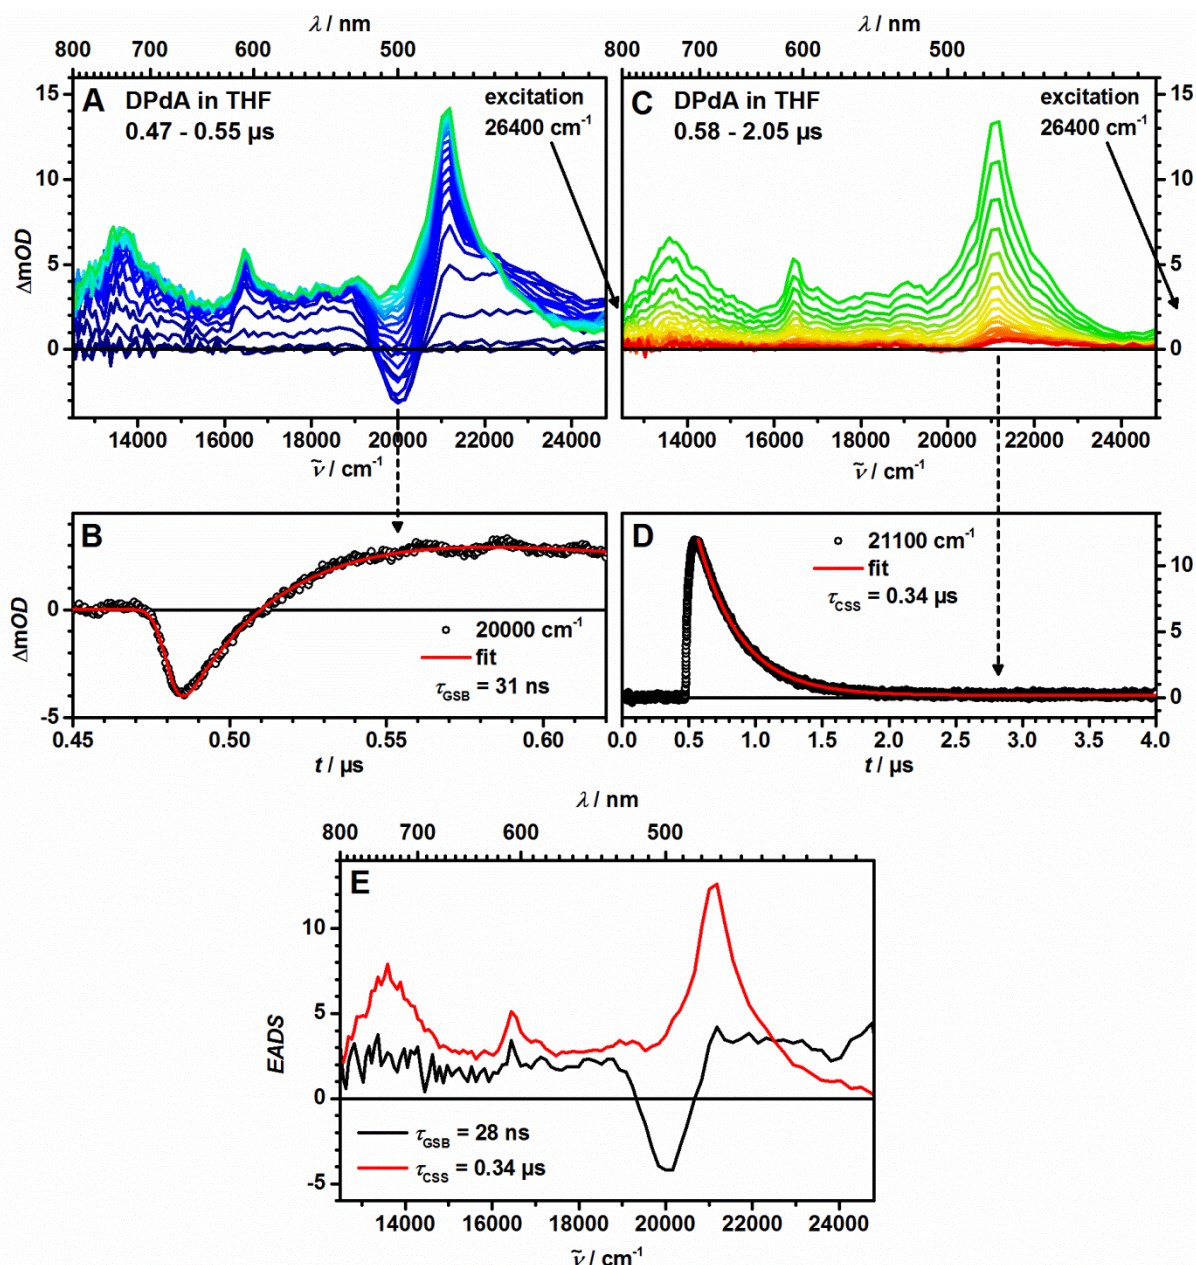 λ / nm
λ / nm
800 700 600 500
800 700 600 500
A DPdA in THF
0.47 - 0.55 µs
excitation
26400 cm⁻¹
C DPdA in THF
0.58 - 2.05 µs
excitation
26400 cm⁻¹
ΔmOD
15
10
5
0
15
10
5
0
14000 16000 18000 20000 22000 24000
14000 16000 18000 20000 22000 24000
ν̃ / cm⁻¹
ν̃ / cm⁻¹
B
20000 cm⁻¹
fit
τGSB = 31 ns
ΔmOD
0
-5
0.45 0.50 0.55 0.60
t / µs
D
21100 cm⁻¹
fit
τCSS = 0.34 µs
10
5
0
0.0 0.5 1.0 1.5 2.0 2.5 3.0 3.5 4.0
t / µs
λ / nm
800 700 600 500
E
EADS
10
5
0
-5
τGSB = 28 ns
τCSS = 0.34 µs
14000 16000 18000 20000 22000 24000
ν̃ / cm⁻¹